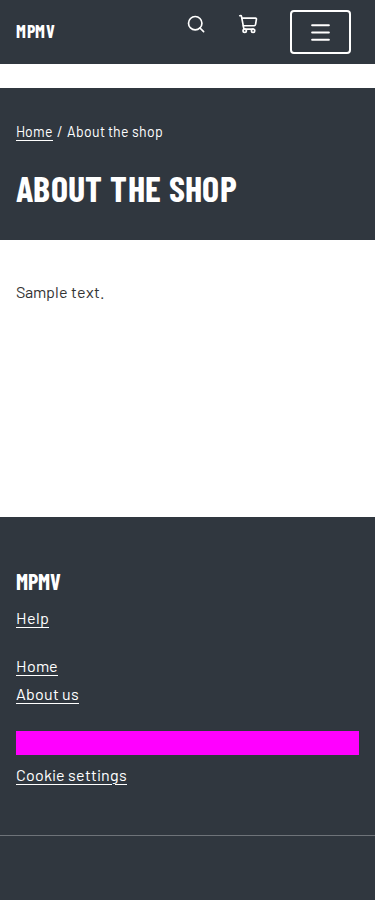 MPMV
Home / About the shop
ABOUT THE SHOP
Sample text.
MPMV
Help
Home
About us
Cookie settings